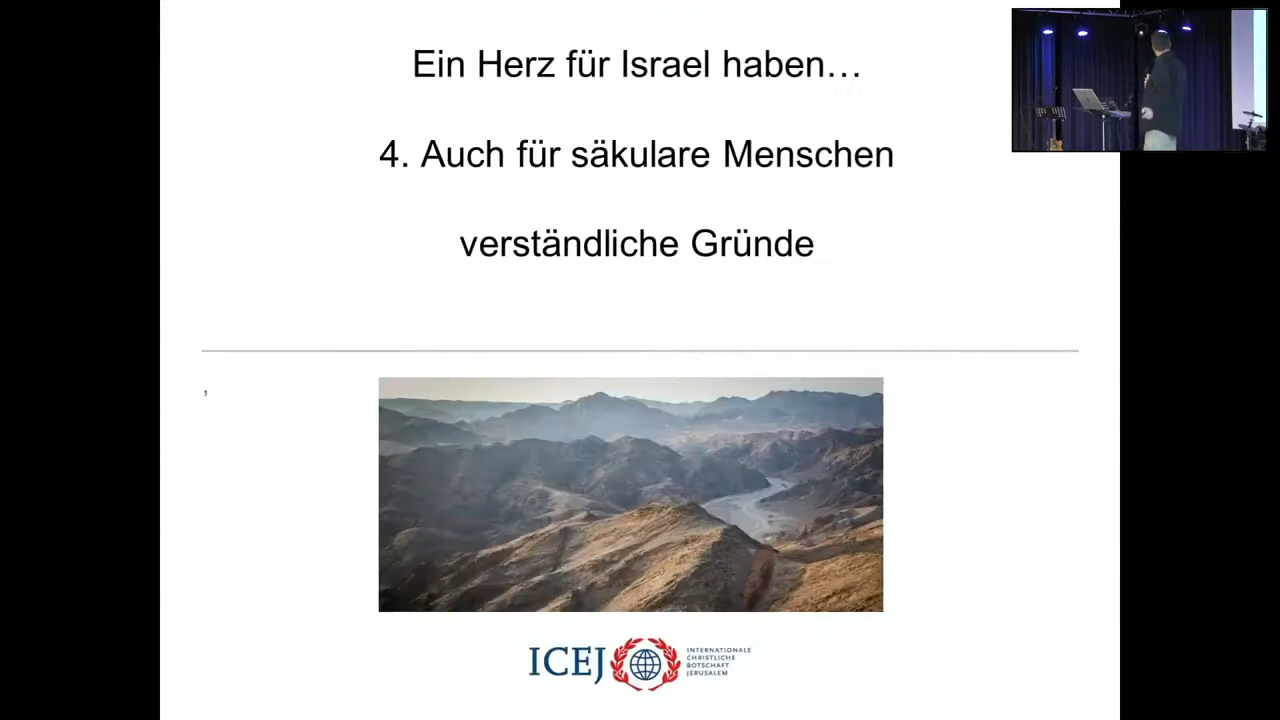 Ein Herz für Israel haben…
4. Auch für säkulare Menschen
verständliche Gründe
,
ICEJ
INTERNATIONALE
CHRISTLICHE
BOTSCHAFT
JERUSALEM